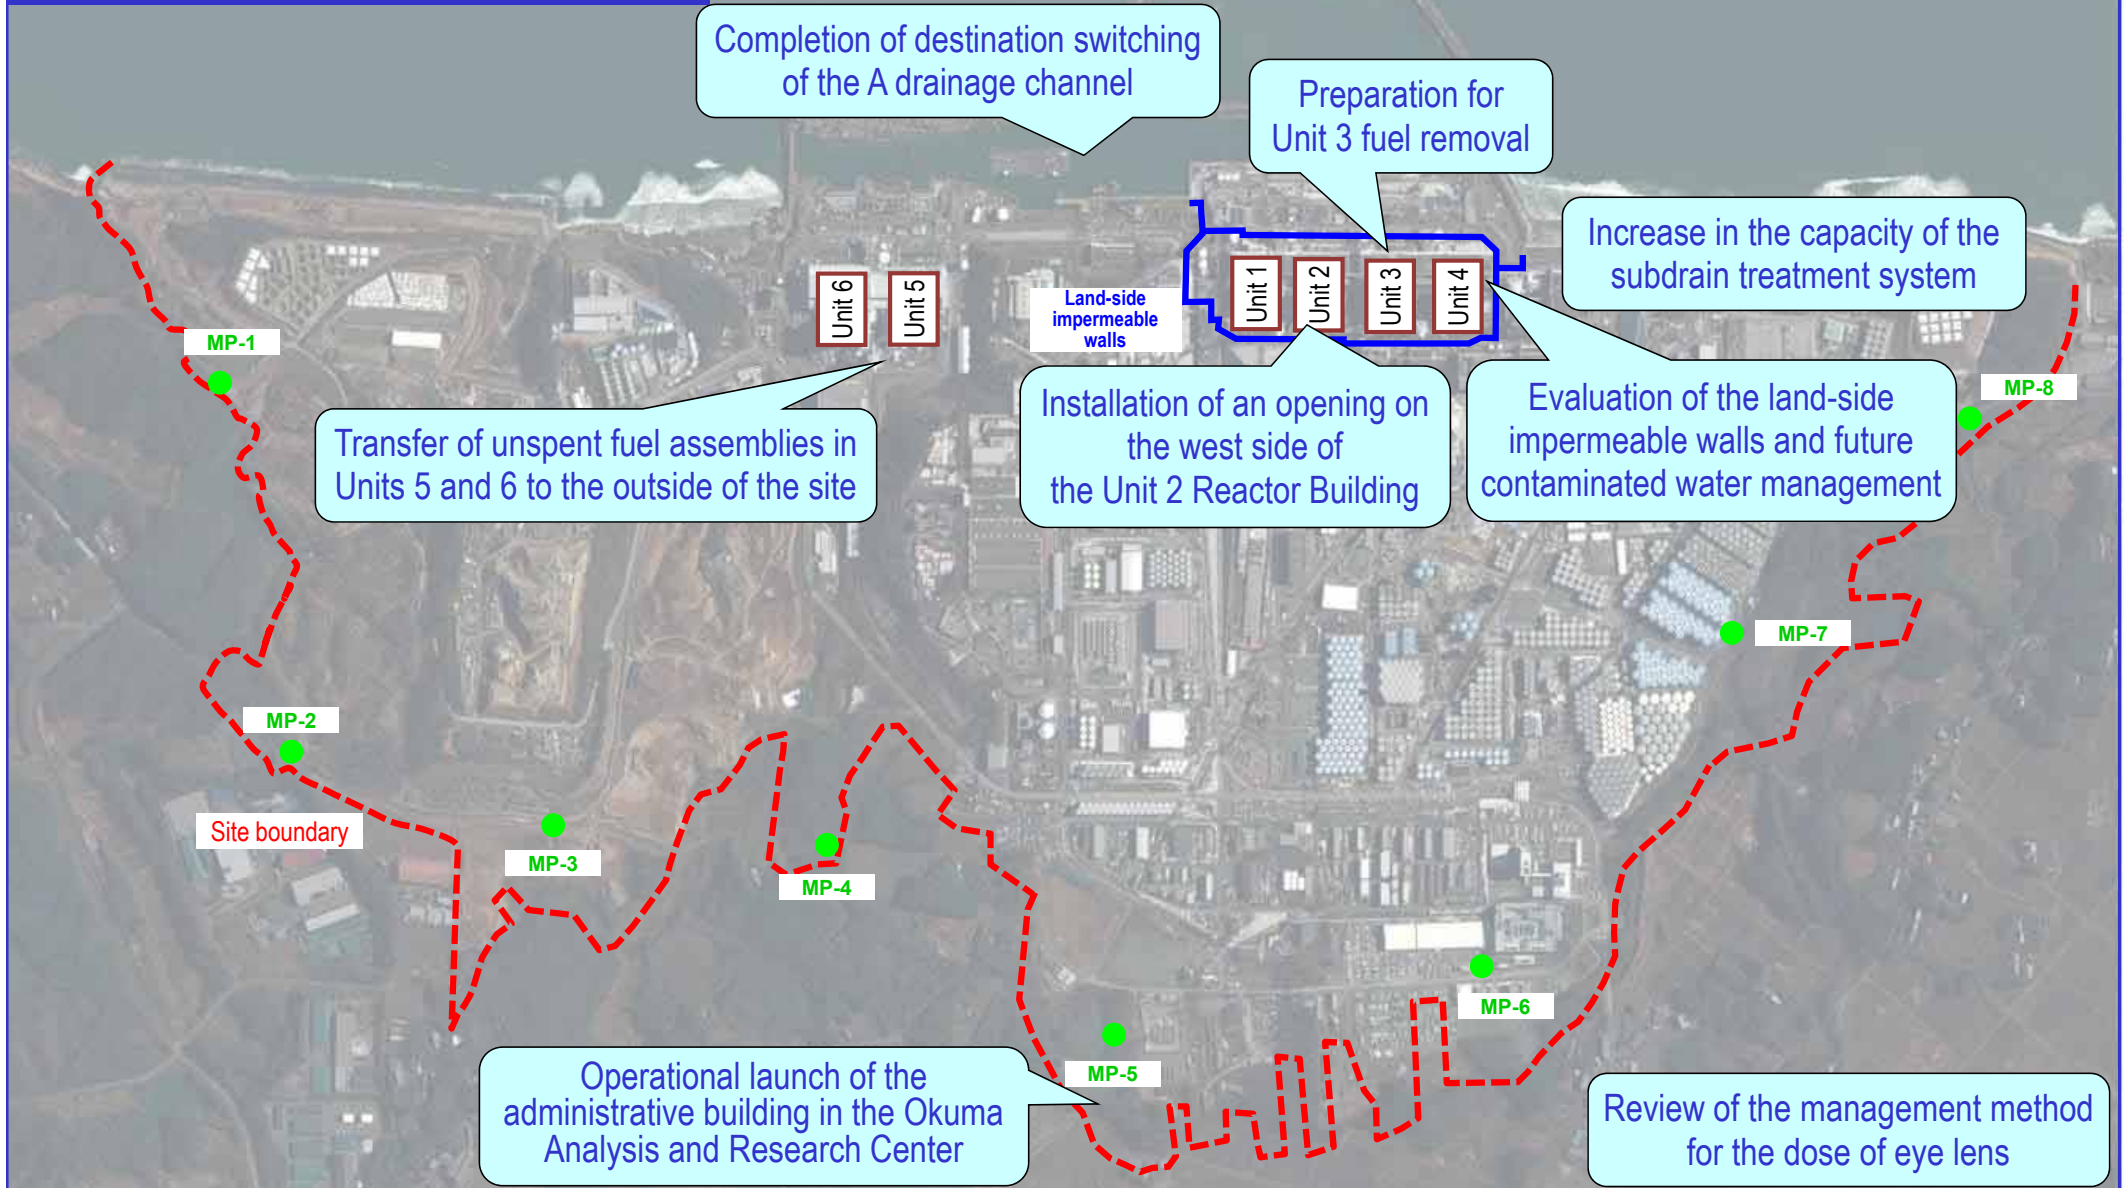 Completion of destination switching
of the A drainage channel
Preparation for
Unit 3 fuel removal
Increase in the capacity of the
subdrain treatment system
Unit 6
Unit 5
Land-side
impermeable
walls
Unit 1
Unit 2
Unit 3
Unit 4
MP-1
MP-8
Transfer of unspent fuel assemblies in
Units 5 and 6 to the outside of the site
Installation of an opening on
the west side of
the Unit 2 Reactor Building
Evaluation of the land-side
impermeable walls and future
contaminated water management
MP-7
MP-2
Site boundary
MP-3
MP-4
MP-6
MP-5
Operational launch of the
administrative building in the Okuma
Analysis and Research Center
Review of the management method
for the dose of eye lens